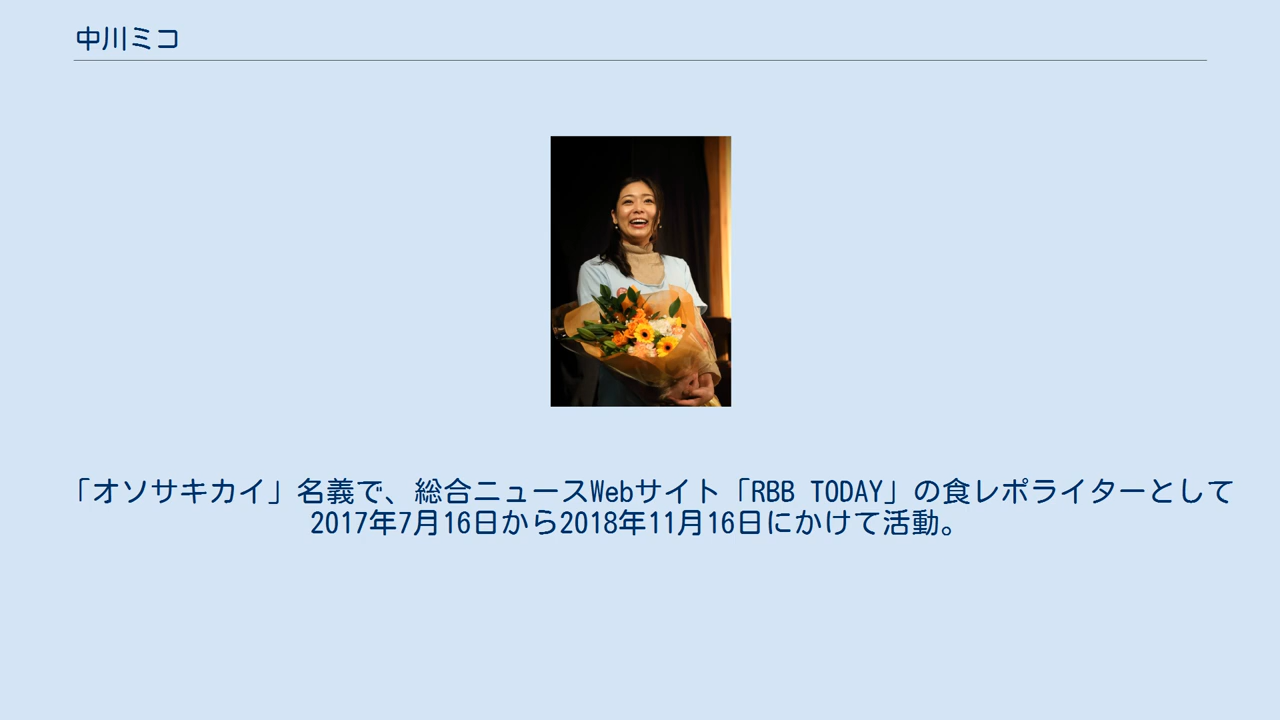 中川ミコ
「オソサキカイ」名義で、総合ニュースWebサイト「RBB TODAY」の食レポライターとして
2017年7月16日から2018年11月16日にかけて活動。